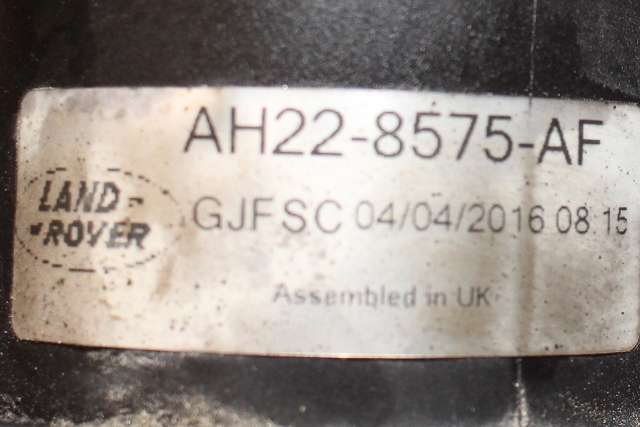 AH22-8575-AF
LAND-
-ROVER
GJFSC 04/04/2016 08 15
Assembled in UK